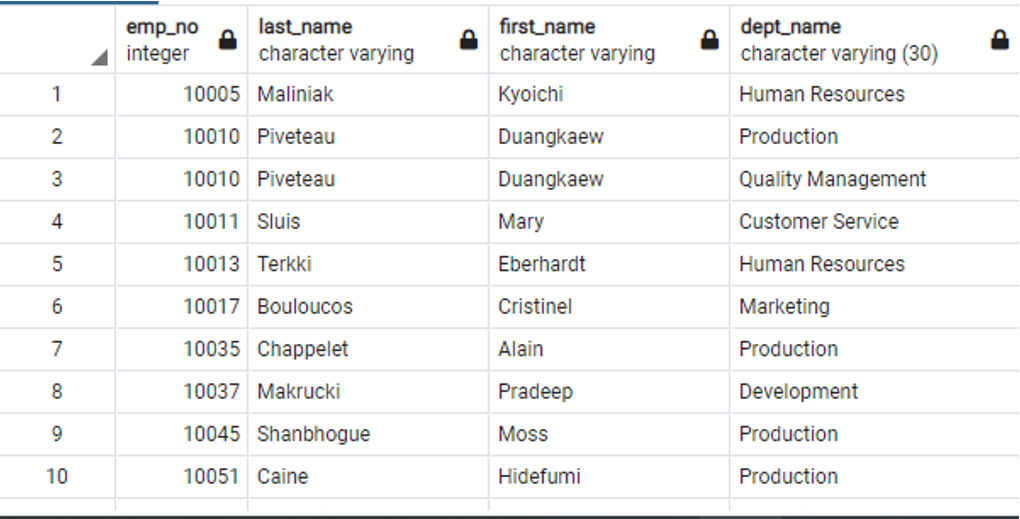 emp_no last_name first_name dept_name
integer character varying character varying character varying (30)
1 10005 Maliniak Kyoichi Human Resources
2 10010 Piveteau Duangkaew Production
3 10010 Piveteau Duangkaew Quality Management
4 10011 Sluis Mary Customer Service
5 10013 Terkki Eberhardt Human Resources
6 10017 Bouloucos Cristinel Marketing
7 10035 Chappelet Alain Production
8 10037 Makrucki Pradeep Development
9 10045 Shanbhogue Moss Production
10 10051 Caine Hidefumi Production